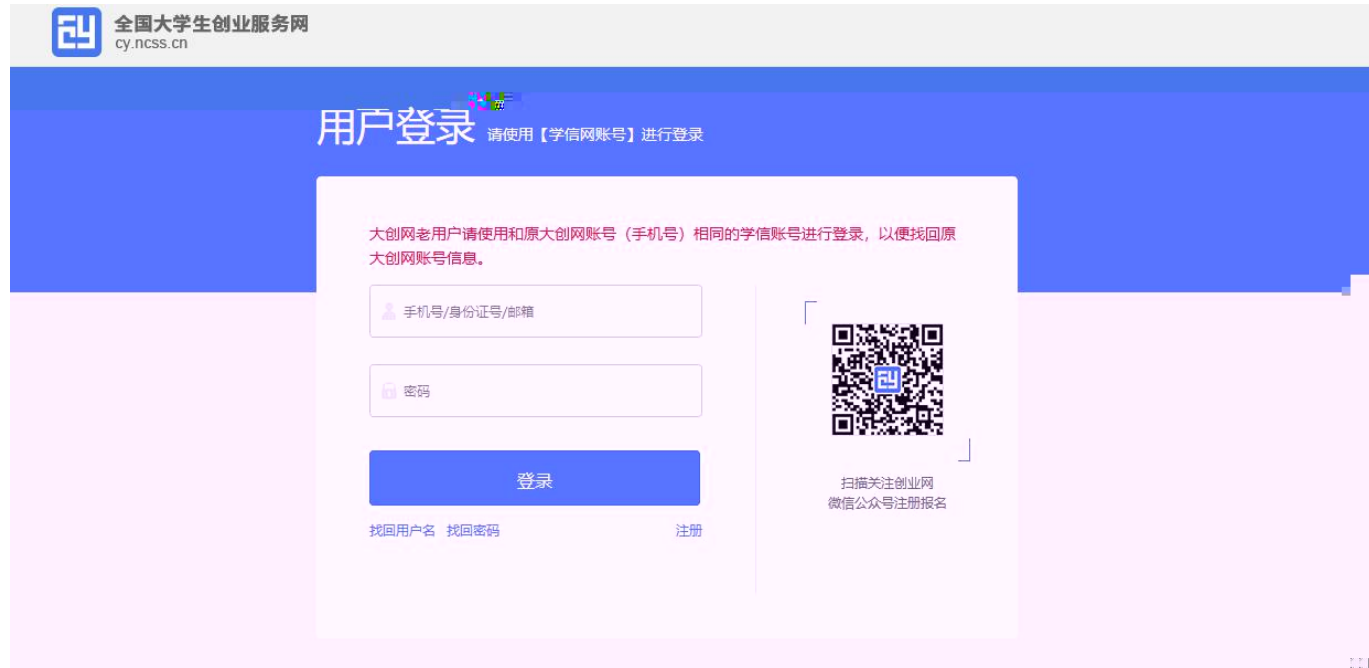 全国大学生创业服务网
cy.ncss.cn
用户登录 请使用【学信网账号】进行登录
大创网老用户请使用和原大创网账号（手机号）相同的学信账号进行登录，以便找回原
大创网账号信息。
手机号/身份证号/邮箱
密码
登录
找回用户名 找回密码 注册
扫描关注创业网
微信公众号注册报名